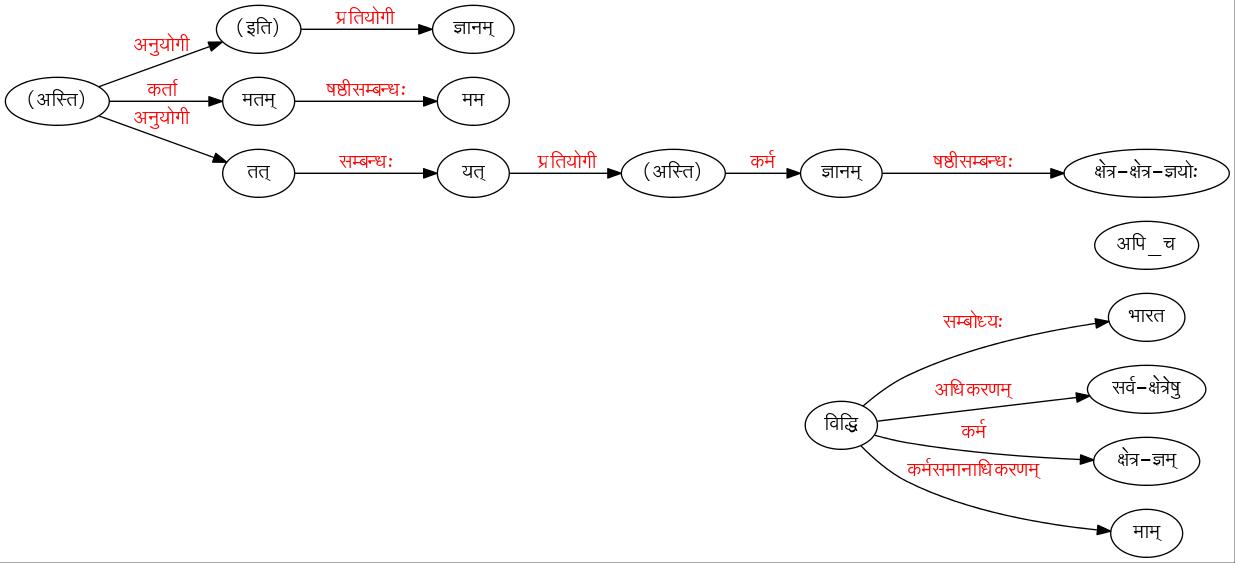 प्रतियोगी
(इति) ज्ञानम्
अनुयोगी
कर्ता षष्ठीसम्बन्धः
(अस्ति) मतम् मम
अनुयोगी
सम्बन्धः प्रतियोगी कर्म षष्ठीसम्बन्धः
तत् यत् (अस्ति) ज्ञानम् क्षेत्र-क्षेत्र-ज्ञयोः
अपि_च
सम्बोध्यः भारत
अधिकरणम् सर्व-क्षेत्रेषु
विद्धि
कर्म
क्षेत्र-ज्ञम्
कर्मसमानाधिकरणम्
माम्